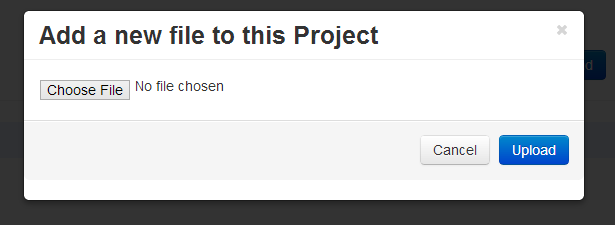 Add a new file to this Project ×
Choose File No file chosen
Cancel Upload